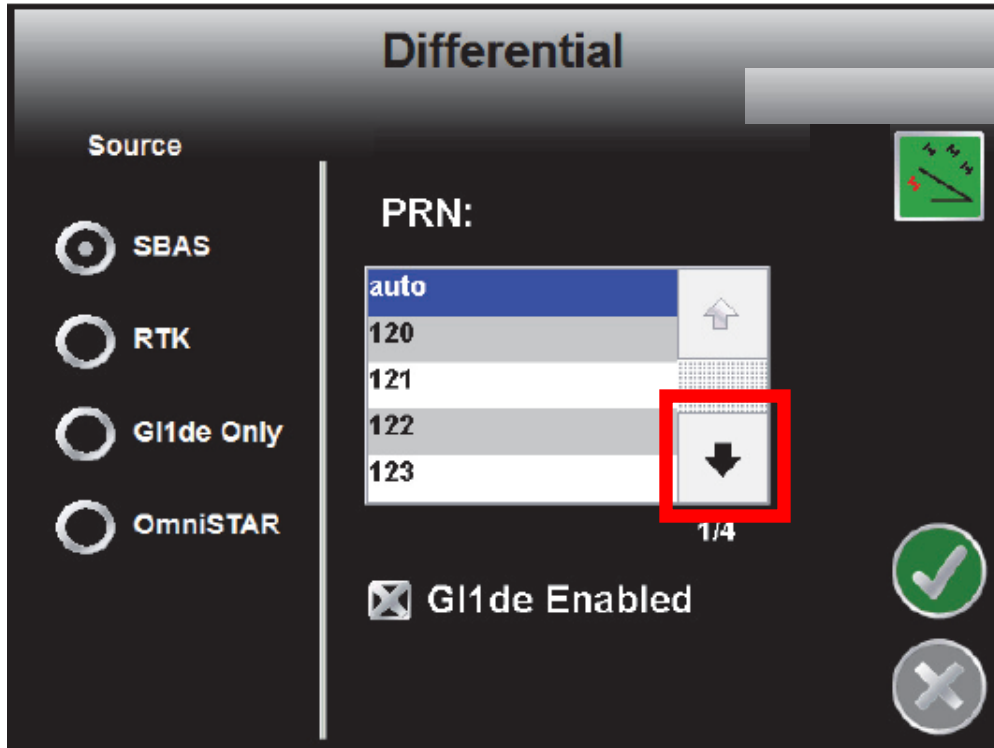 Differential
Source
SBAS
RTK
Gl1de Only
OmniSTAR
PRN:
auto
120
121
122
123
1/4
Gl1de Enabled